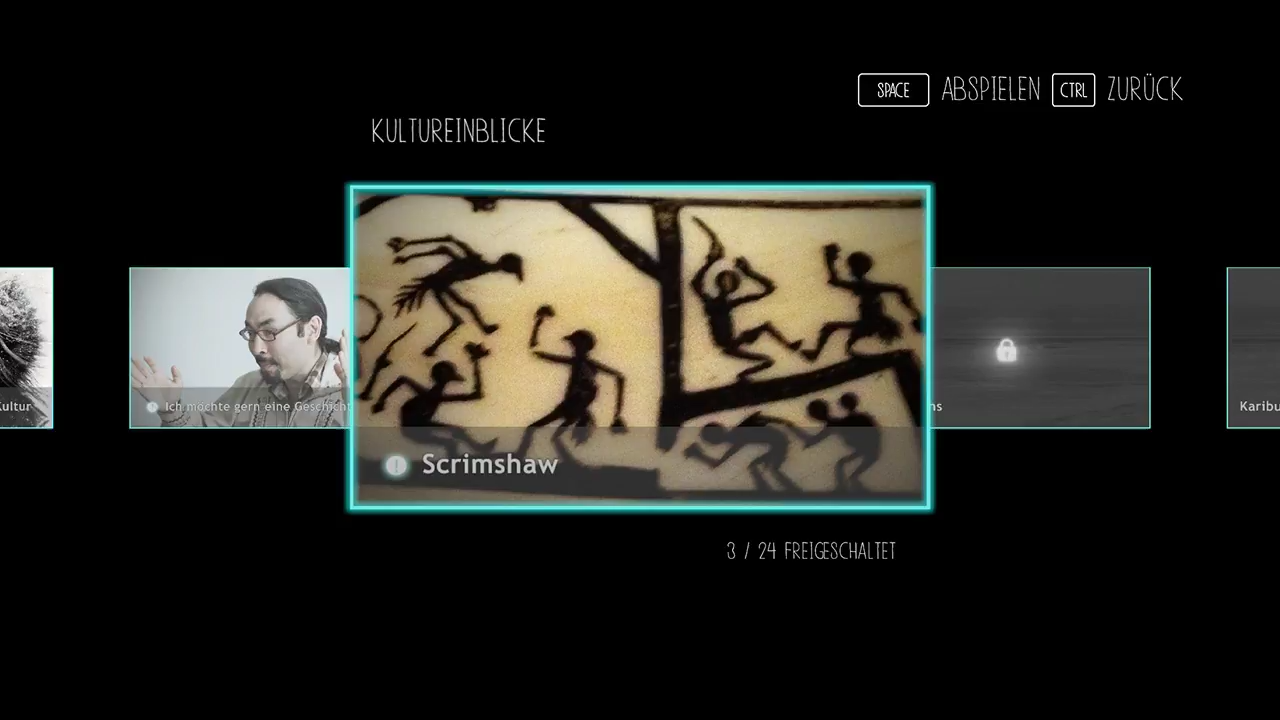 SPACE ABSPIELEN CTRL ZURÜCK
KULTUREINBLICKE
Kultur
Ich möchte gern eine Geschicht
Scrimshaw
ns
Karibu
3 / 24 FREIGESCHALTET